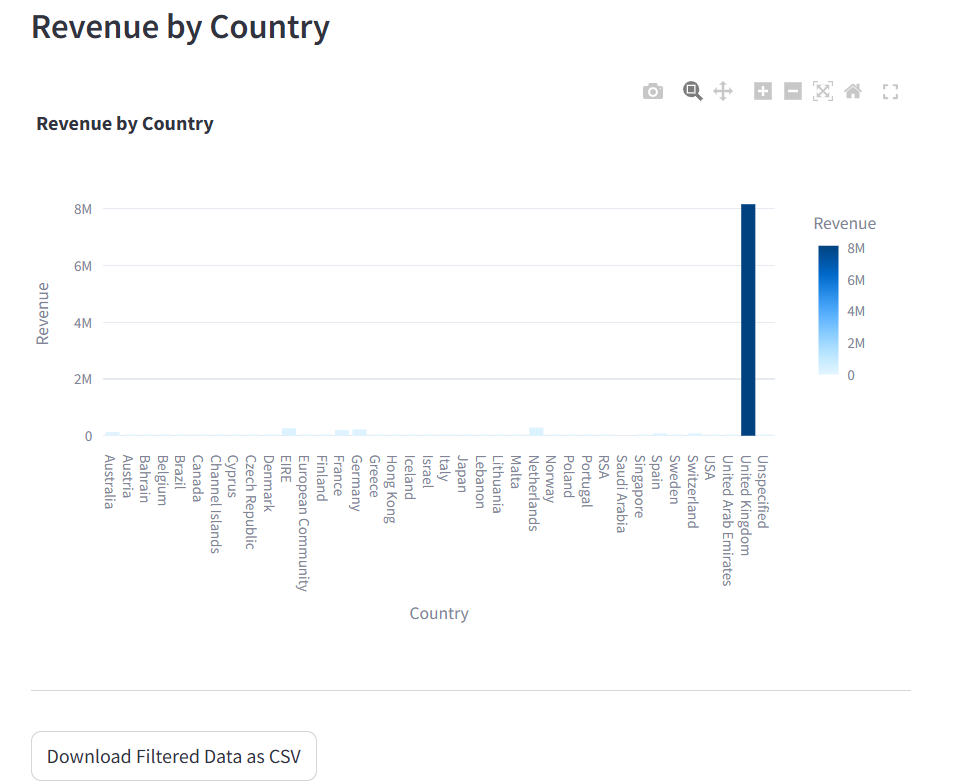 Revenue by Country
Revenue by Country
8M
6M
4M
2M
0
Revenue
Australia
Austria
Bahrain
Belgium
Brazil
Canada
Channel Islands
Cyprus
Czech Republic
Denmark
EIRE
European Community
Finland
France
Germany
Greece
Hong Kong
Iceland
Israel
Italy
Japan
Lebanon
Lithuania
Malta
Netherlands
Norway
Poland
Portugal
RSA
Saudi Arabia
Singapore
Spain
Sweden
Switzerland
USA
United Arab Emirates
United Kingdom
Unspecified
Country
Revenue
8M
6M
4M
2M
0
Download Filtered Data as CSV